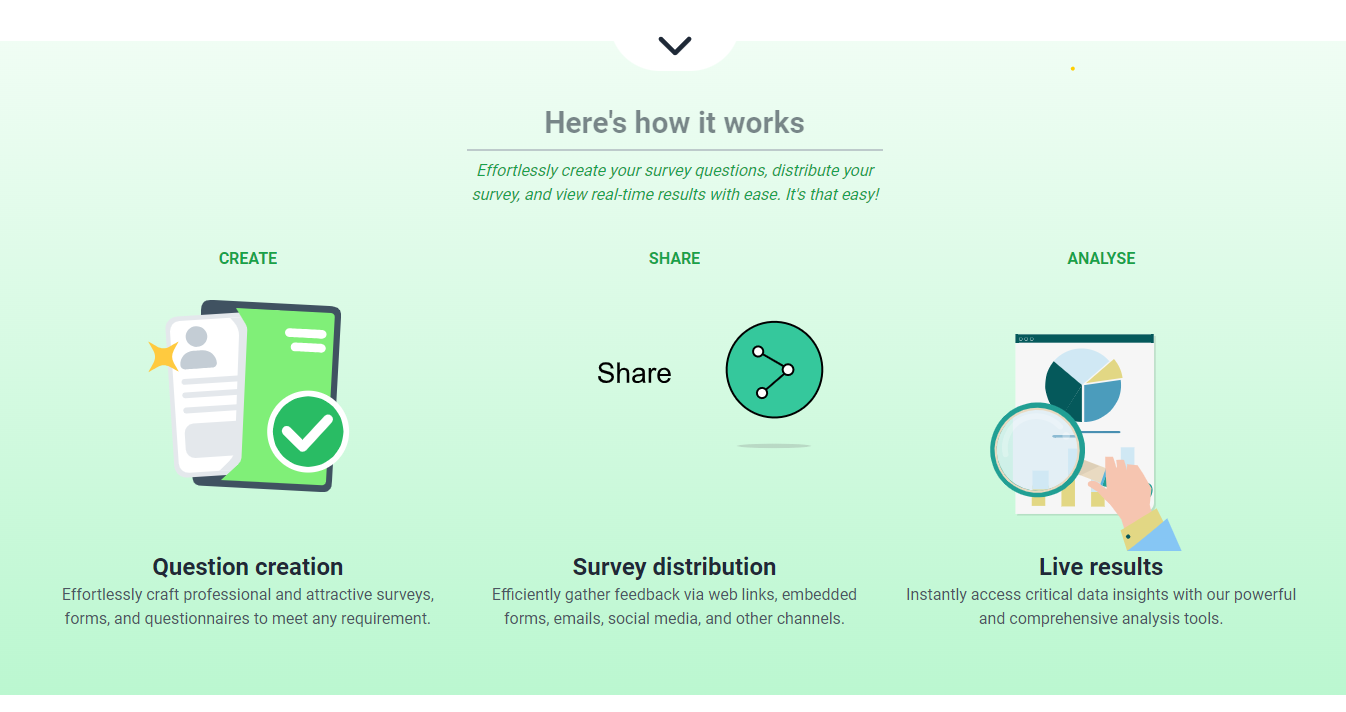 Here's how it works
Effortlessly create your survey questions, distribute your
survey, and view real-time results with ease. It's that easy!
CREATE
SHARE
ANALYSE
Share
Question creation
Survey distribution
Live results
Effortlessly craft professional and attractive surveys,
forms, and questionnaires to meet any requirement.
Efficiently gather feedback via web links, embedded
forms, emails, social media, and other channels.
Instantly access critical data insights with our powerful
and comprehensive analysis tools.